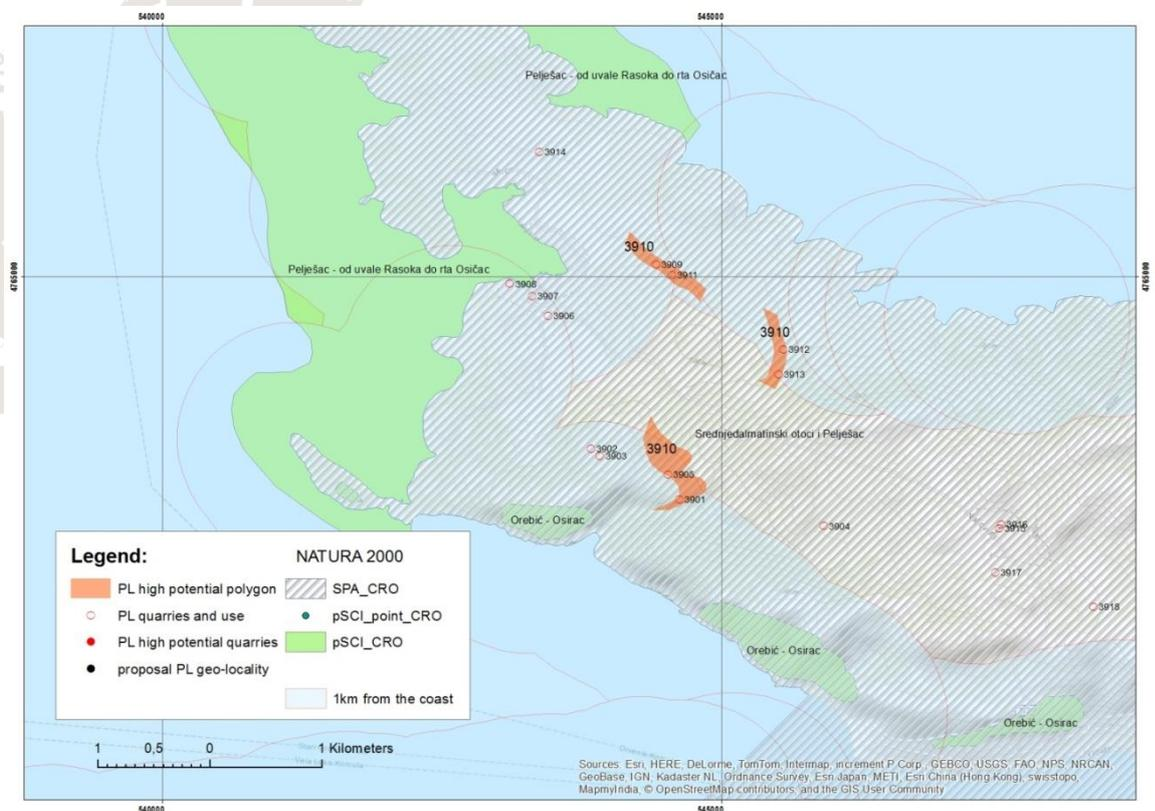 540000
545000
Pelješac - od uvale Rasoka do rta Osičac
3914
3910
3909
3911
4765000
4765000
Pelješac - od uvale Rasoka do rta Osičac
3908
3907
3906
3910
3912
3913
Srednjedalmatinski otoci i Pelješac
3902
3903
3910
3905
3901
Orebić - Osirac
3904
3916
3915
3917
3918
Orebić - Osirac
Orebić - Osirac
Legend:
NATURA 2000
PL high potential polygon
SPA_CRO
PL quarries and use
pSCI_point_CRO
PL high potential quarries
pSCI_CRO
proposal PL geo-locality
1km from the coast
1 0,5 0 1 Kilometers
Sources: Esri, HERE, DeLorme, TomTom, Intermap, increment P Corp., GEBCO, USGS, FAO, NPS, NRCAN,
GeoBase, IGN, Kadaster NL, Ordnance Survey, Esri Japan, METI, Esri China (Hong Kong), swisstopo,
MapmyIndia, © OpenStreetMap contributors, and the GIS User Community
540000
545000